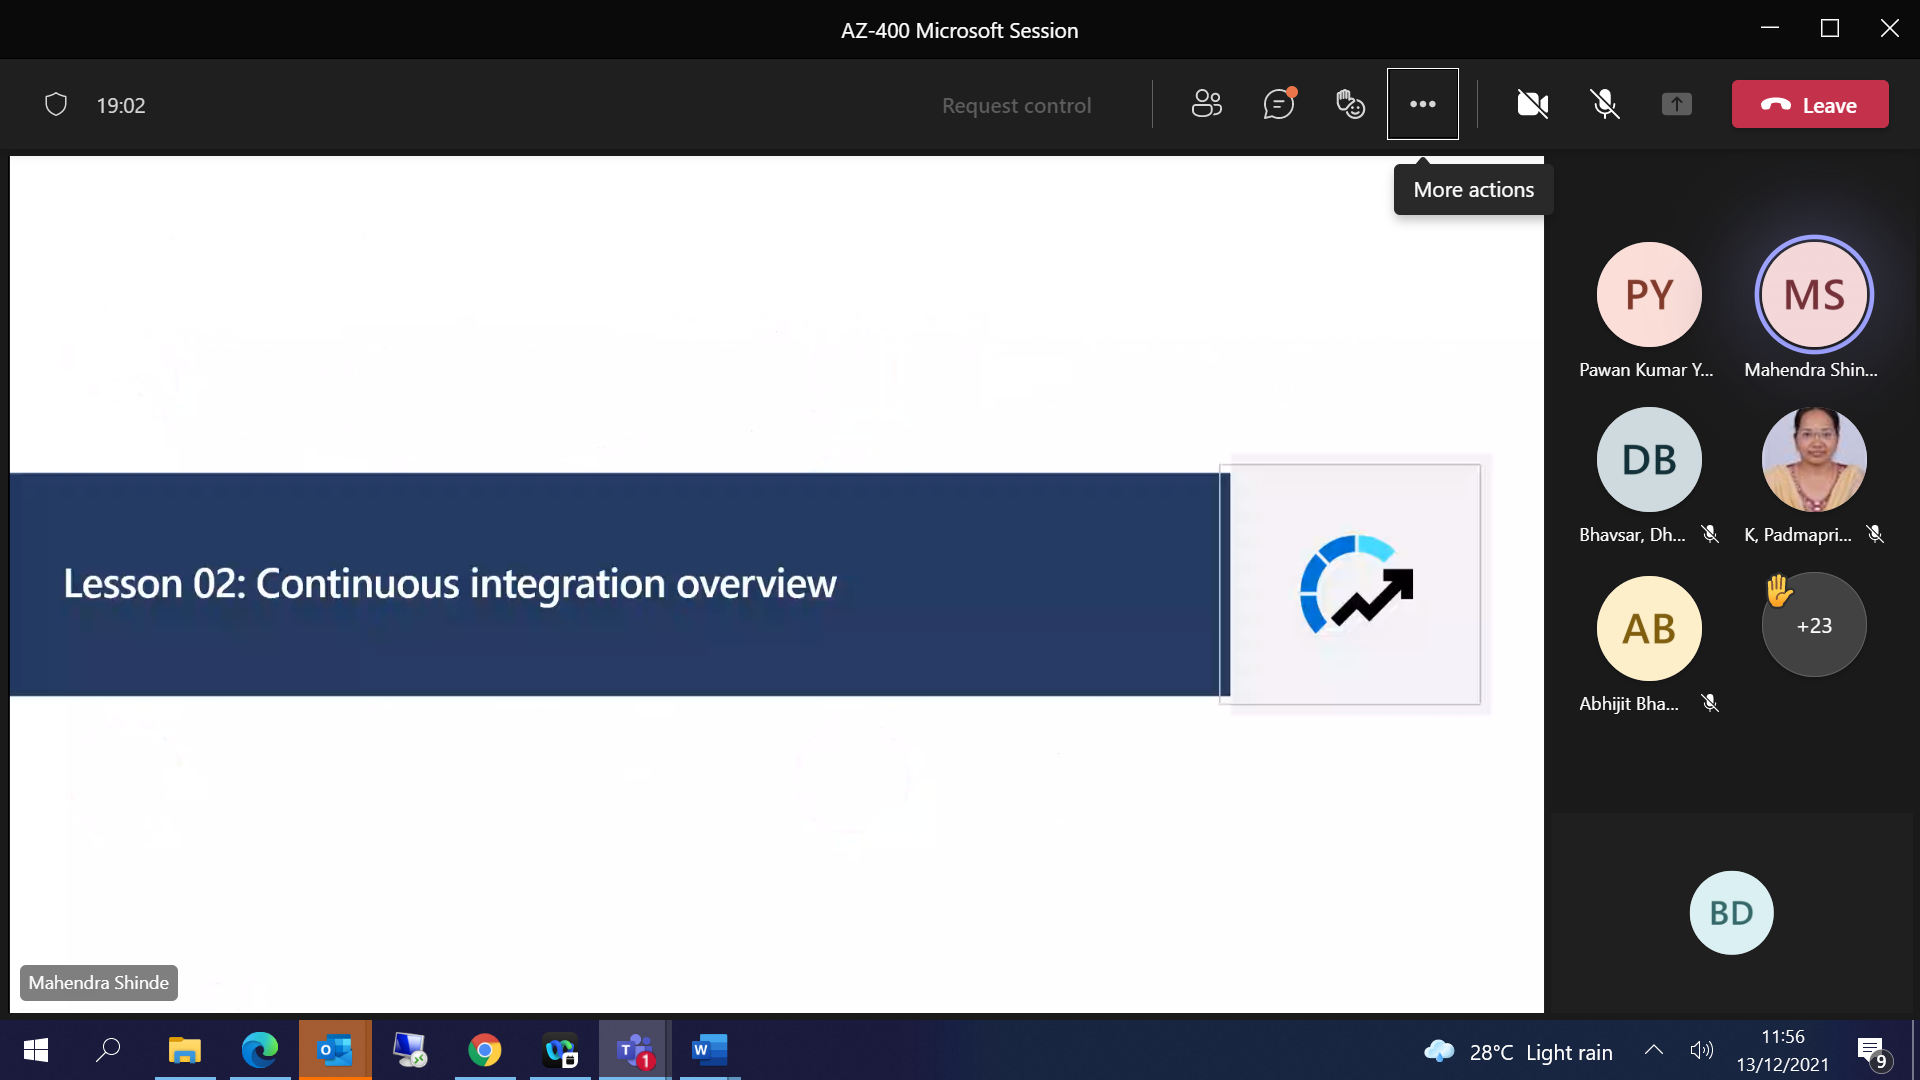 AZ-400 Microsoft Session
19:02
Request control
Leave
More actions
PY
MS
Pawan Kumar Y...
Mahendra Shin...
DB
Bhavsar, Dh...
K, Padmapri...
AB
+23
Abhijit Bha...
Lesson 02: Continuous integration overview
BD
Mahendra Shinde
O
T
1
W
28°C Light rain
11:56
13/12/2021
9